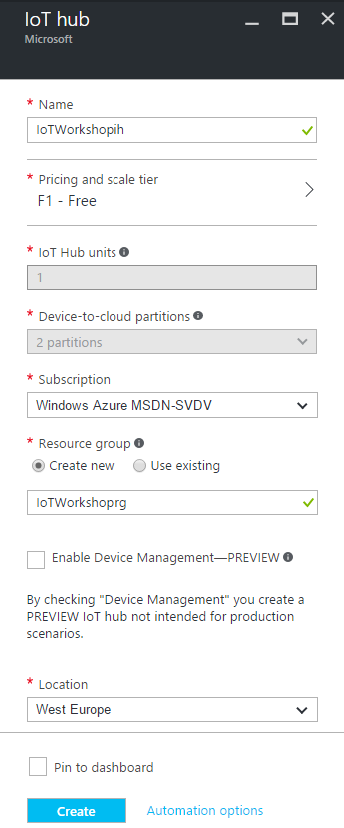 IoT hub
Microsoft
* Name
IoTWorkshopih
* Pricing and scale tier
F1 - Free
* IoT Hub units
1
* Device-to-cloud partitions
2 partitions
* Subscription
Windows Azure MSDN-SVDV
* Resource group
Create new Use existing
IoTWorkshoprg
Enable Device Management—PREVIEW
By checking "Device Management" you create a
PREVIEW IoT hub not intended for production
scenarios.
* Location
West Europe
Pin to dashboard
Create Automation options